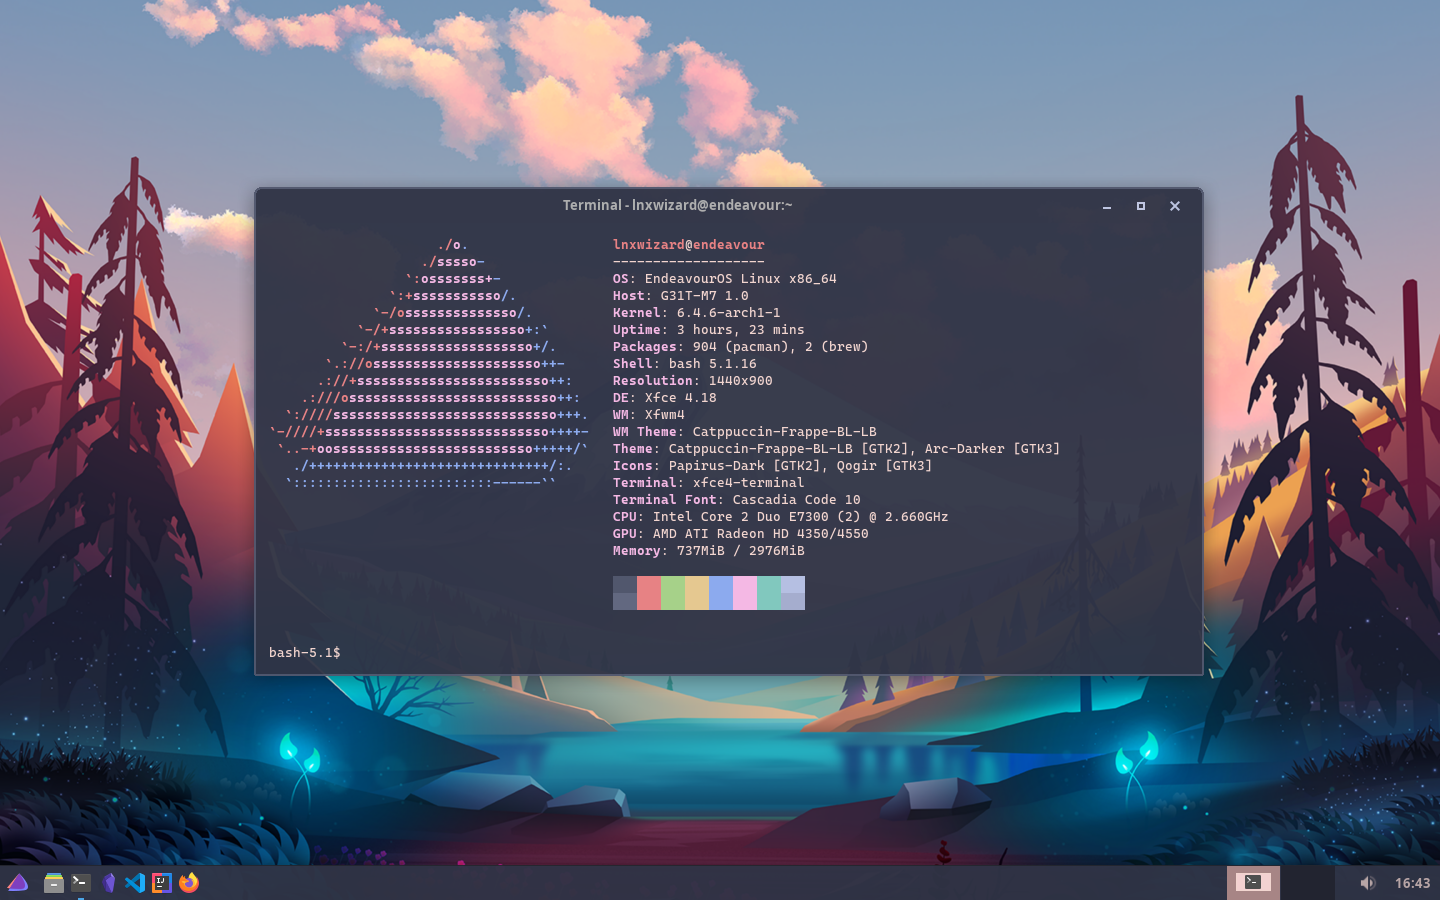 Terminal - lnxwizard@endeavour:~
./o.
./sssso-
`:osssssss+-
`:+sssssssssso/.
`-/ossssssssssssso/.
`-/+sssssssssssssssso+:`
`-:/+sssssssssssssssssso+/.
`.://osssssssssssssssssssso++-
.://+ssssssssssssssssssssssso++:
.:///ossssssssssssssssssssssssso++:
`:////ssssssssssssssssssssssssssso+++.
`-////+ssssssssssssssssssssssssssso++++-
`..-+oosssssssssssssssssssssssso+++++/`
./++++++++++++++++++++++++++++++/:.
`:::::::::::::::::::::::::------``
lnxwizard@endeavour
-------------------
OS: EndeavourOS Linux x86_64
Host: G31T-M7 1.0
Kernel: 6.4.6-arch1-1
Uptime: 3 hours, 23 mins
Packages: 904 (pacman), 2 (brew)
Shell: bash 5.1.16
Resolution: 1440x900
DE: Xfce 4.18
WM: Xfwm4
WM Theme: Catppuccin-Frappe-BL-LB
Theme: Catppuccin-Frappe-BL-LB [GTK2], Arc-Darker [GTK3]
Icons: Papirus-Dark [GTK2], Qogir [GTK3]
Terminal: xfce4-terminal
Terminal Font: Cascadia Code 10
CPU: Intel Core 2 Duo E7300 (2) @ 2.660GHz
GPU: AMD ATI Radeon HD 4350/4550
Memory: 737MiB / 2976MiB
bash-5.1$
IJ
16:43